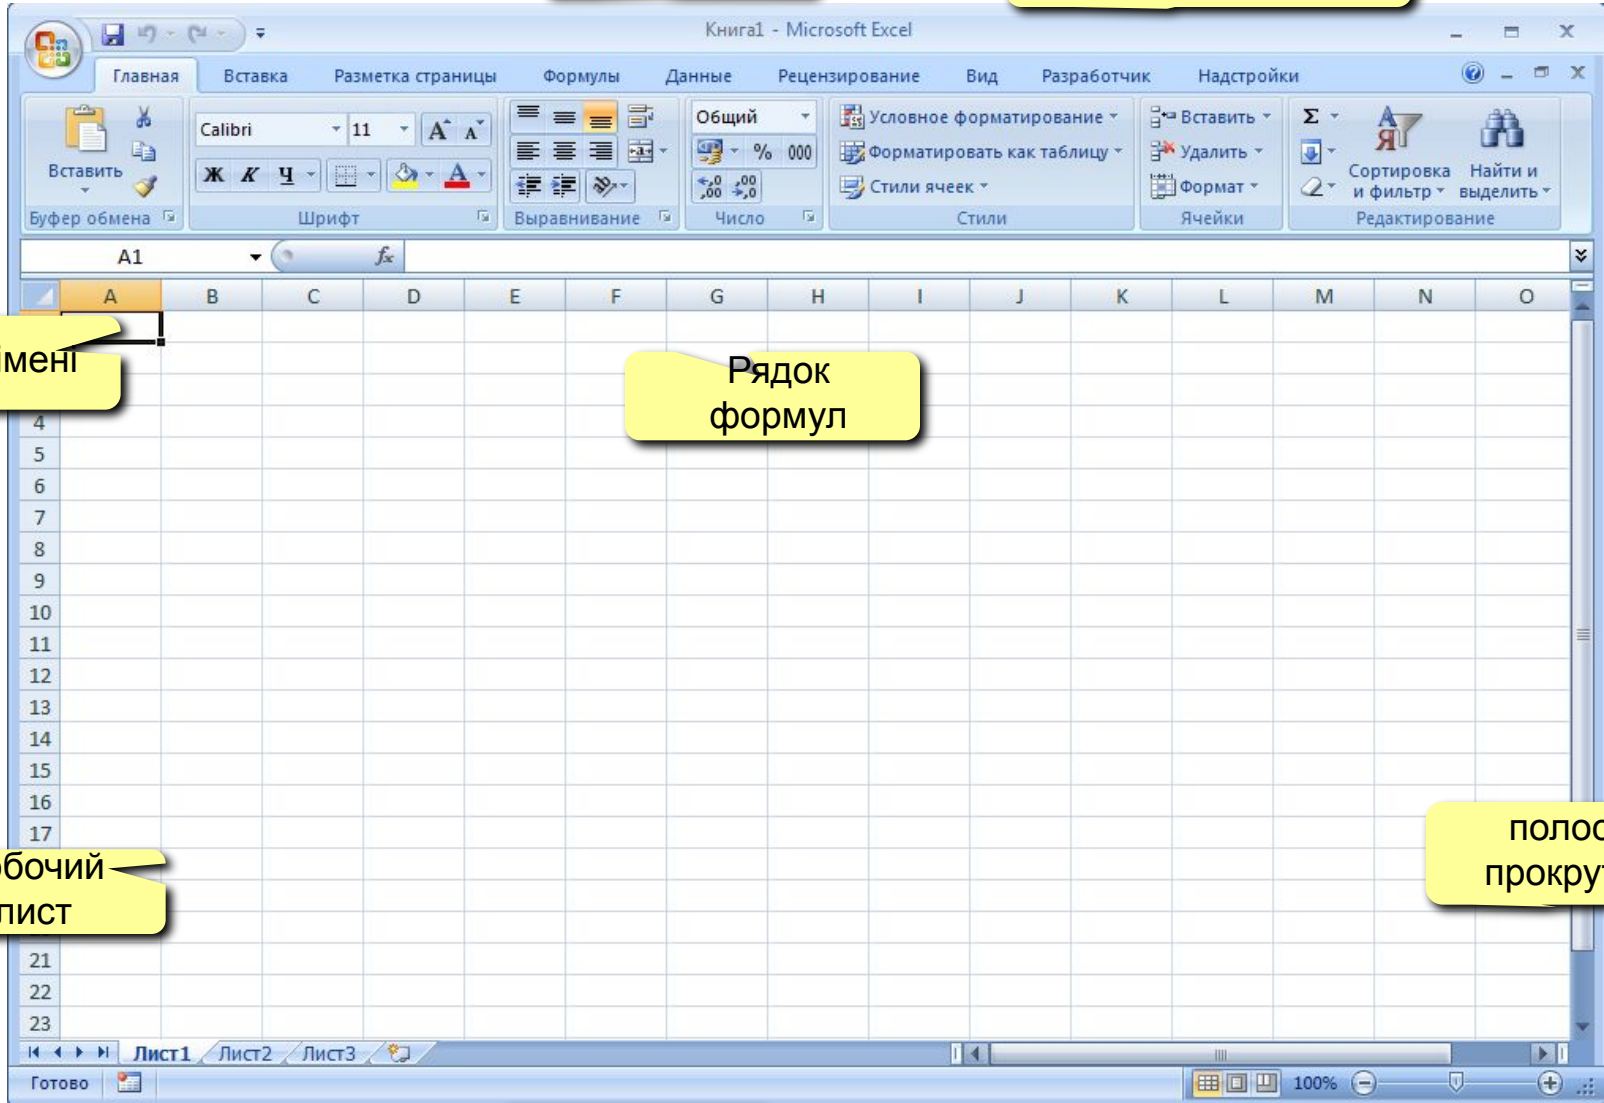 Книга1 - Microsoft Excel
Главная Вставка Разметка страницы Формулы Данные Рецензирование Вид Разработчик Надстройки
Calibri 11 A A Общий Условное форматирование Вставить Σ
Вставить Ж К Ч % 000 Форматировать как таблицу Удалить Сортировка и фильтр Найти и выделить
Стили ячеек Формат
Буфер обмена Шрифт Выравнивание Число Стили Ячейки Редактирование
A1 fx
A B C D E F G H I J K L M N O
імені
Рядок
формул
4
5
6
7
8
9
10
11
12
13
14
15
16
17
лист
21
22
23
Лист1 Лист2 Лист3
Готово 100%